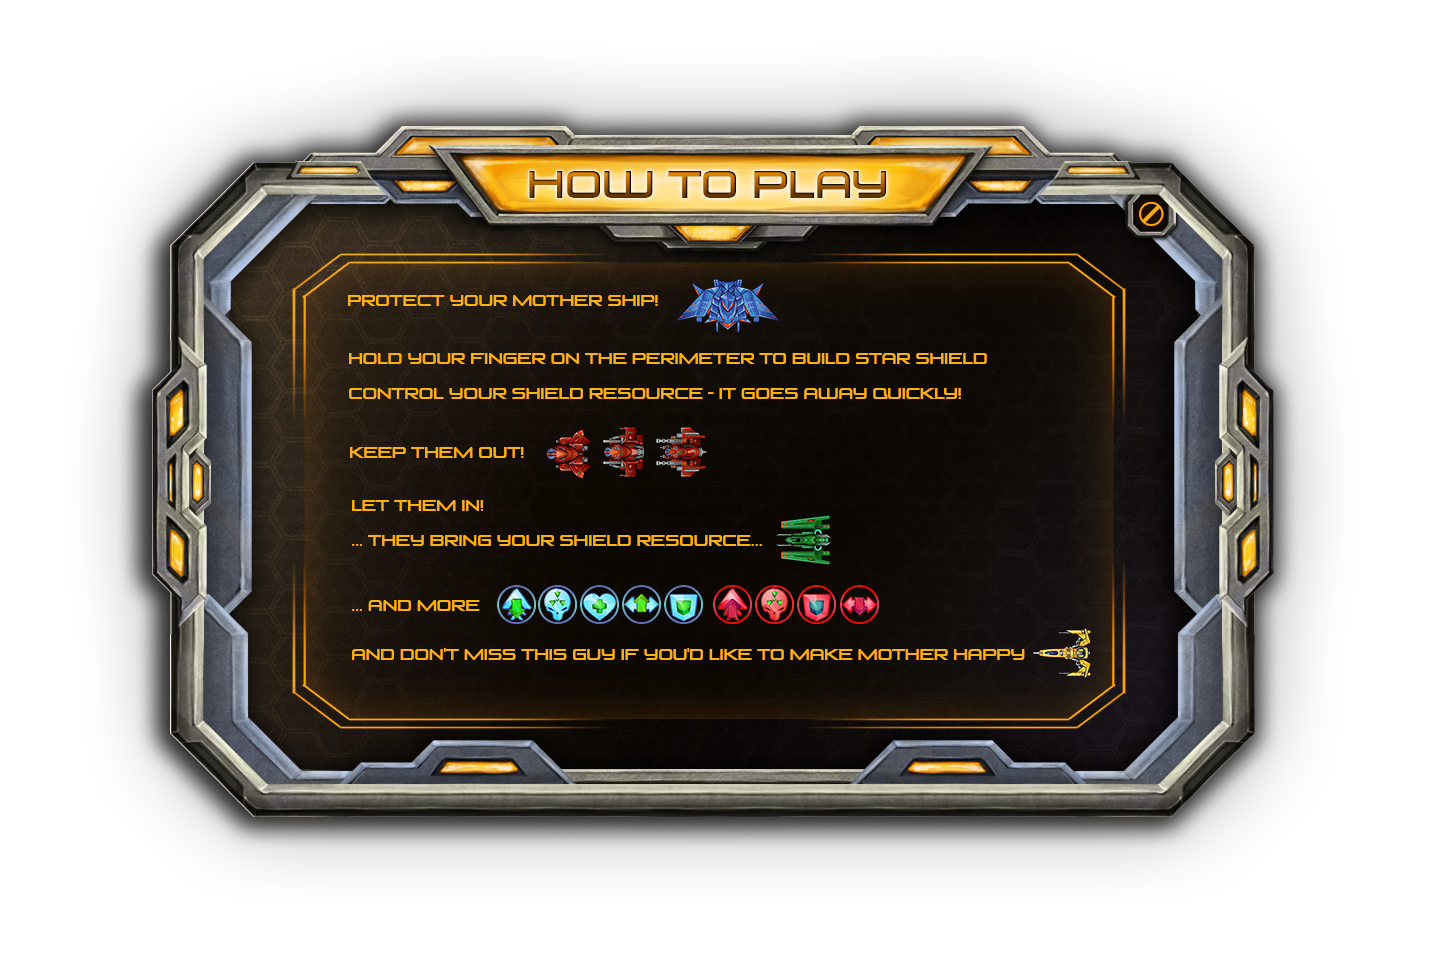 HOW TO PLAY
PROTECT YOUR MOTHER SHIP!
HOLD YOUR FINGER ON THE PERIMETER TO BUILD STAR SHIELD
CONTROL YOUR SHIELD RESOURCE - IT GOES AWAY QUICKLY!
KEEP THEM OUT!
LET THEM IN!
... THEY BRING YOUR SHIELD RESOURCE...
... AND MORE
AND DON'T MISS THIS GUY IF YOU'D LIKE TO MAKE MOTHER HAPPY